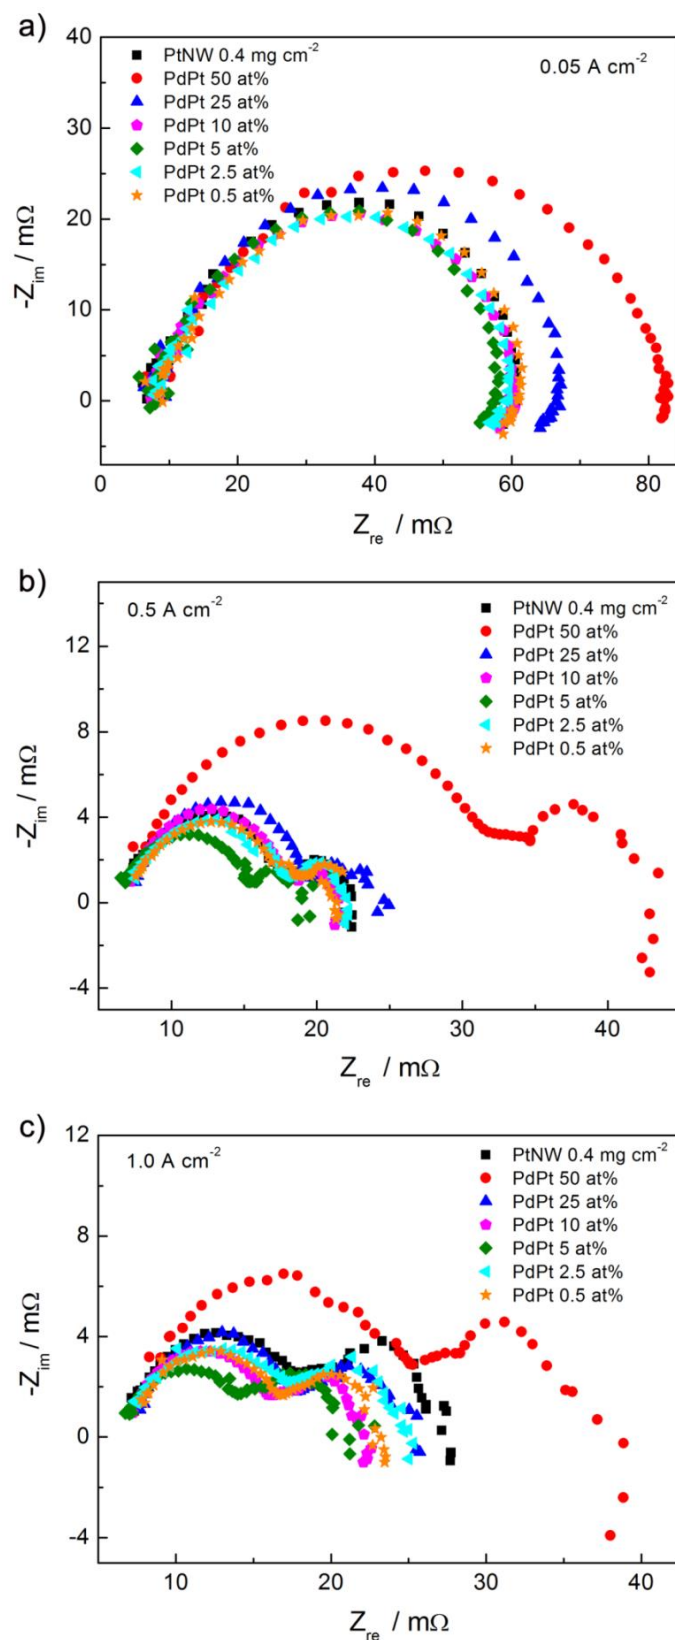 a)
40
30
20
10
0
-Z_im / mΩ
PtNW 0.4 mg cm⁻²
PdPt 50 at%
PdPt 25 at%
PdPt 10 at%
PdPt 5 at%
PdPt 2.5 at%
PdPt 0.5 at%
0.05 A cm⁻²
0 20 40 60 80
Z_re / mΩ
b)
12
8
4
0
-4
-Z_im / mΩ
0.5 A cm⁻²
PtNW 0.4 mg cm⁻²
PdPt 50 at%
PdPt 25 at%
PdPt 10 at%
PdPt 5 at%
PdPt 2.5 at%
PdPt 0.5 at%
10 20 30 40
Z_re / mΩ
c)
12
8
4
0
-4
-Z_im / mΩ
1.0 A cm⁻²
PtNW 0.4 mg cm⁻²
PdPt 50 at%
PdPt 25 at%
PdPt 10 at%
PdPt 5 at%
PdPt 2.5 at%
PdPt 0.5 at%
10 20 30 40
Z_re / mΩ